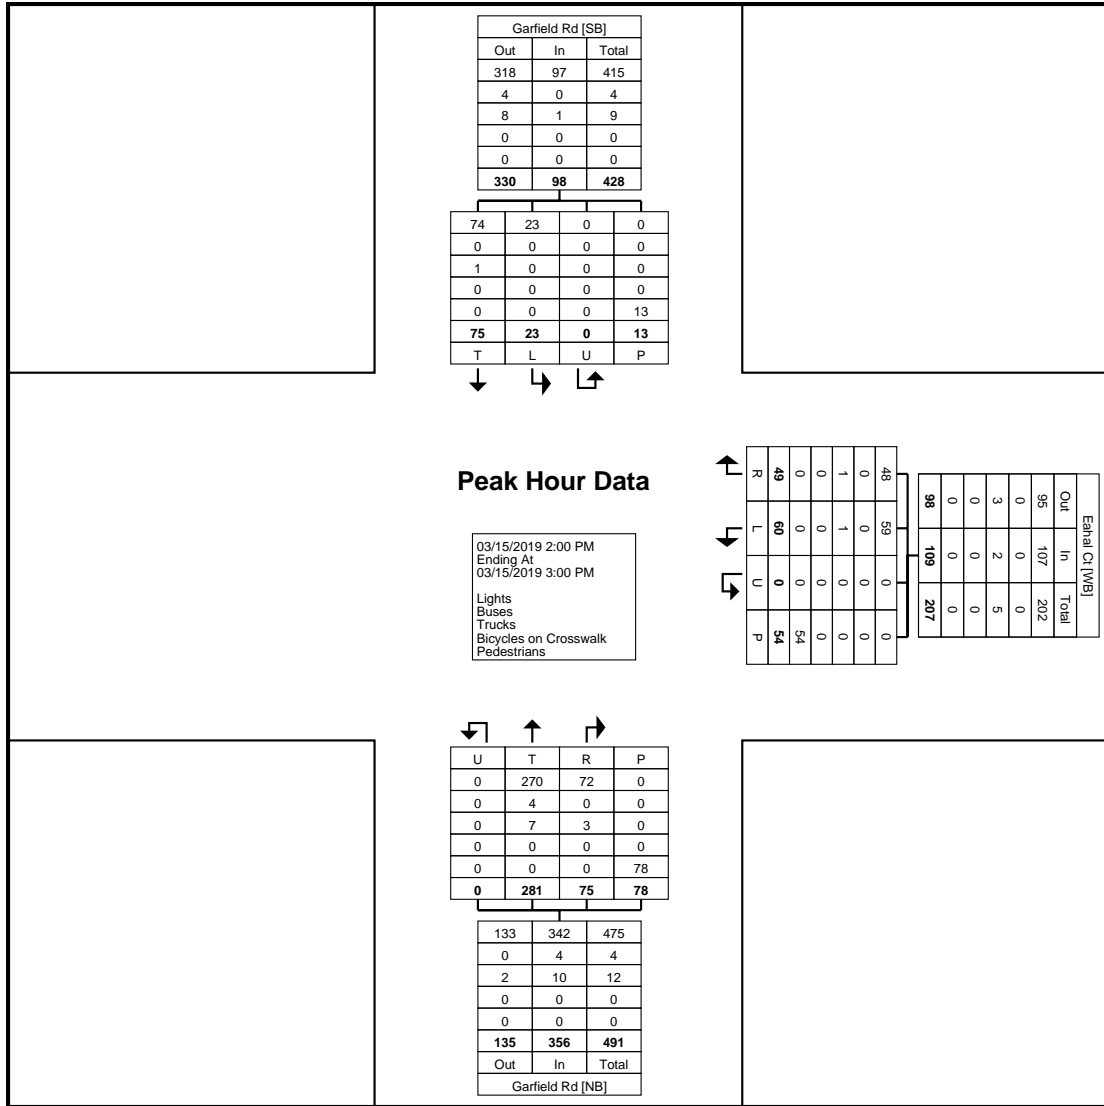 Garfield Rd [SB]
Out In Total
318 97 415
4 0 4
8 1 9
0 0 0
0 0 0
330 98 428
74 23 0 0
0 0 0 0
1 0 0 0
0 0 0 0
0 0 0 13
75 23 0 13
T L U P
Peak Hour Data
03/15/2019 2:00 PM
Ending At
03/15/2019 3:00 PM
Lights
Buses
Trucks
Bicycles on Crosswalk
Pedestrians
Eahal Ct [WB]
Out In Total
95 107 202
0 0 0
3 2 5
0 0 0
0 0 0
98 109 207
48 59 0 0
0 0 0 0
1 1 0 0
0 0 0 0
0 0 0 54
49 60 0 54
R L U P
U T R P
0 270 72 0
0 4 0 0
0 7 3 0
0 0 0 0
0 0 0 78
0 281 75 78
133 342 475
0 4 4
2 10 12
0 0 0
0 0 0
135 356 491
Out In Total
Garfield Rd [NB]